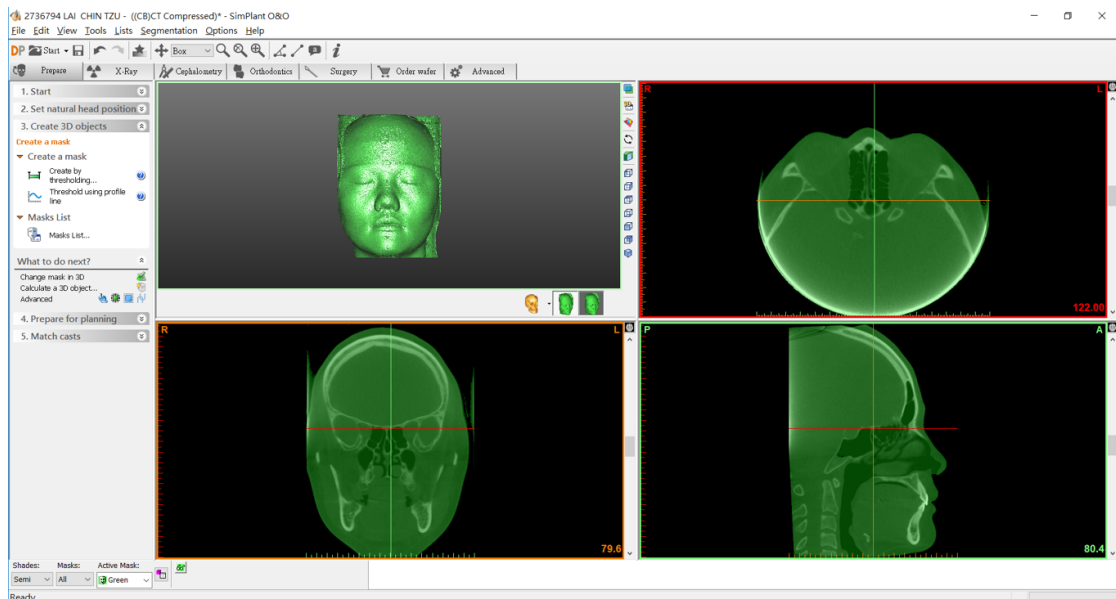 2736794 LAI CHIN TZU - ((CB)CT Compressed)* - SimPlant O&O
File Edit View Tools Lists Segmentation Options Help
DP Start Box
Prepare X-Ray Cephalometry Orthodontics Surgery Order wafer Advanced
1. Start
2. Set natural head position
3. Create 3D objects
Create a mask
Create a mask
Create by
thresholding...
Threshold using profile
line
Masks List
Masks List...
What to do next?
Change mask in 3D
Calculate a 3D object...
Advanced
4. Prepare for planning
5. Match casts
R L
122.00
R L
79.6
P A
80.4
Shades: Masks: Active Mask:
Semi All Green
Ready